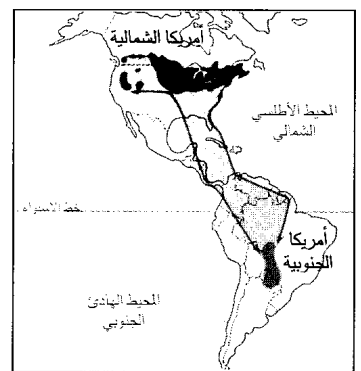 أمريكا الشمالية
المحيط الأطلسي
الشمالي
خط الاستواء
أمريكا
الجنوبية
المحيط الهادئ
الجنوبي